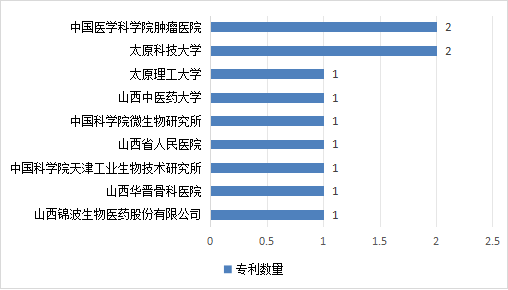 中国医学科学院肿瘤医院 2
太原科技大学 2
太原理工大学 1
山西中医药大学 1
中国科学院微生物研究所 1
山西省人民医院 1
中国科学院天津工业生物技术研究所 1
山西华晋骨科医院 1
山西锦波生物医药股份有限公司 1
0 0.5 1 1.5 2 2.5
专利数量